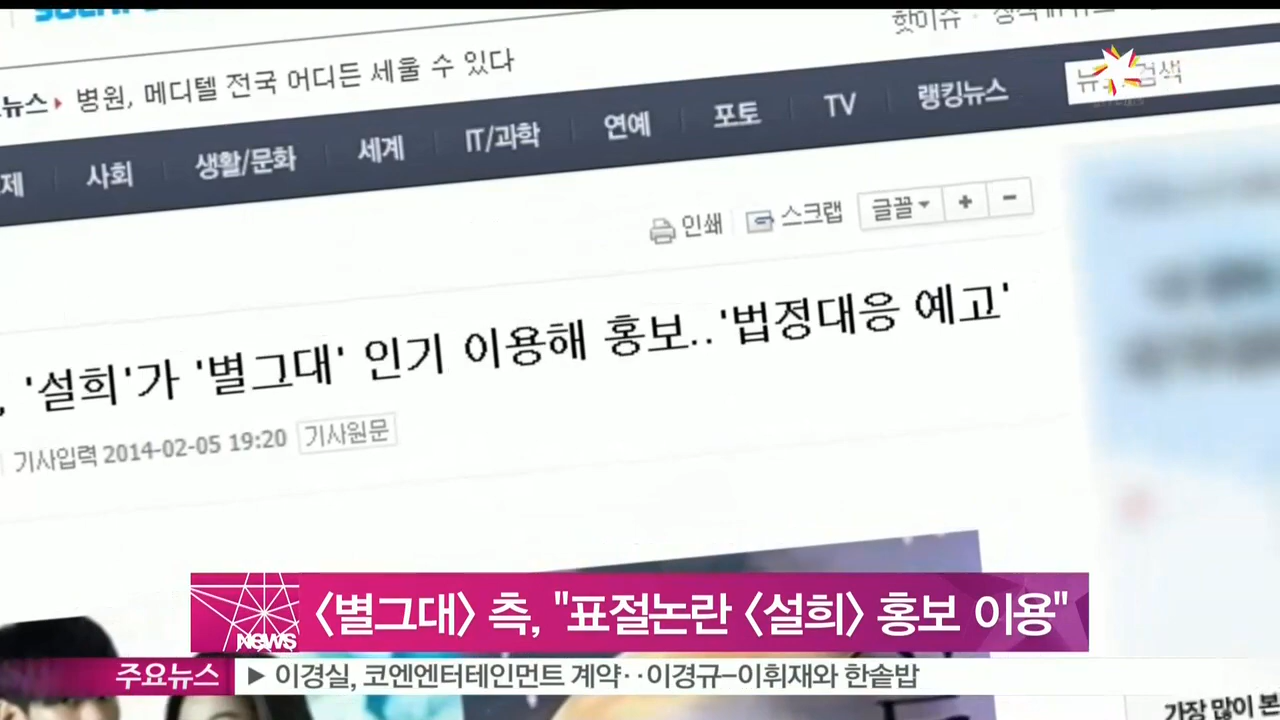 뉴스 ▸ 병원, 메디텔 전국 어디든 세울 수 있다
핫이슈
제 사회 생활/문화 세계 IT/과학 연예 포토 TV 랭킹뉴스
검색
인쇄 스크랩 글꼴 + -
, '설희'가 '별그대' 인기 이용해 홍보..'법정대응 예고'
기사입력 2014-02-05 19:20 기사원문
NEWS
<별그대> 측, "표절논란 <설희> 홍보 이용"
주요뉴스 ▶ 이경실, 코엔엔터테인먼트 계약‥이경규-이휘재와 한솥밥
가장 많이 본